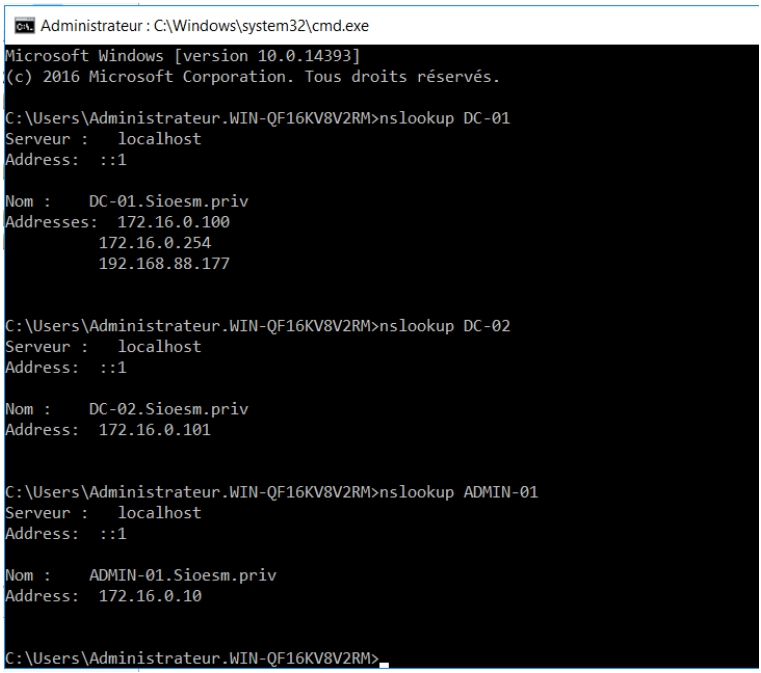 Administrateur : C:\Windows\system32\cmd.exe
Microsoft Windows [version 10.0.14393]
(c) 2016 Microsoft Corporation. Tous droits réservés.
C:\Users\Administrateur.WIN-QF16KV8V2RM>nslookup DC-01
Serveur :   localhost
Address:  ::1
Nom :    DC-01.Sioesm.priv
Addresses:  172.16.0.100
172.16.0.254
192.168.88.177
C:\Users\Administrateur.WIN-QF16KV8V2RM>nslookup DC-02
Serveur :   localhost
Address:  ::1
Nom :    DC-02.Sioesm.priv
Address:  172.16.0.101
C:\Users\Administrateur.WIN-QF16KV8V2RM>nslookup ADMIN-01
Serveur :   localhost
Address:  ::1
Nom :    ADMIN-01.Sioesm.priv
Address:  172.16.0.10
C:\Users\Administrateur.WIN-QF16KV8V2RM>